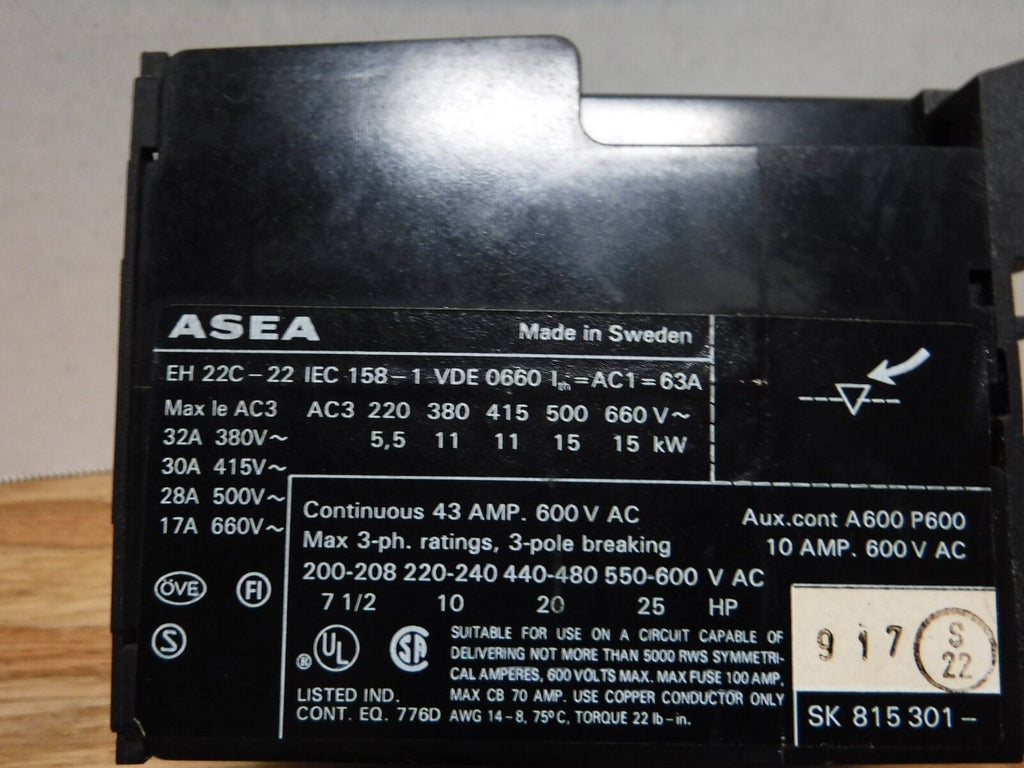 ASEA
Made in Sweden
EH 22C-22 IEC 158-1 VDE 0660 Ith=AC1=63A
Max Ie AC3
32A 380V~
30A 415V~
28A 500V~
17A 660V~
AC3 220 380 415 500 660 V~
5,5 11 11 15 15 kW
Continuous 43 AMP. 600 V AC
Max 3-ph. ratings, 3-pole breaking
200-208 220-240 440-480 550-600 V AC
7 1/2 10 20 25 HP
Aux.cont A600 P600
10 AMP. 600 V AC
ÖVE
FI
S
® UL
SA
SUITABLE FOR USE ON A CIRCUIT CAPABLE OF
DELIVERING NOT MORE THAN 5000 RWS SYMMETRI-
CAL AMPERES, 600 VOLTS MAX. MAX FUSE 100 AMP,
MAX CB 70 AMP. USE COPPER CONDUCTOR ONLY
AWG 14-8, 75°C, TORQUE 22 lb-in.
LISTED IND.
CONT. EQ. 776D
917
S
22
SK 815 301-